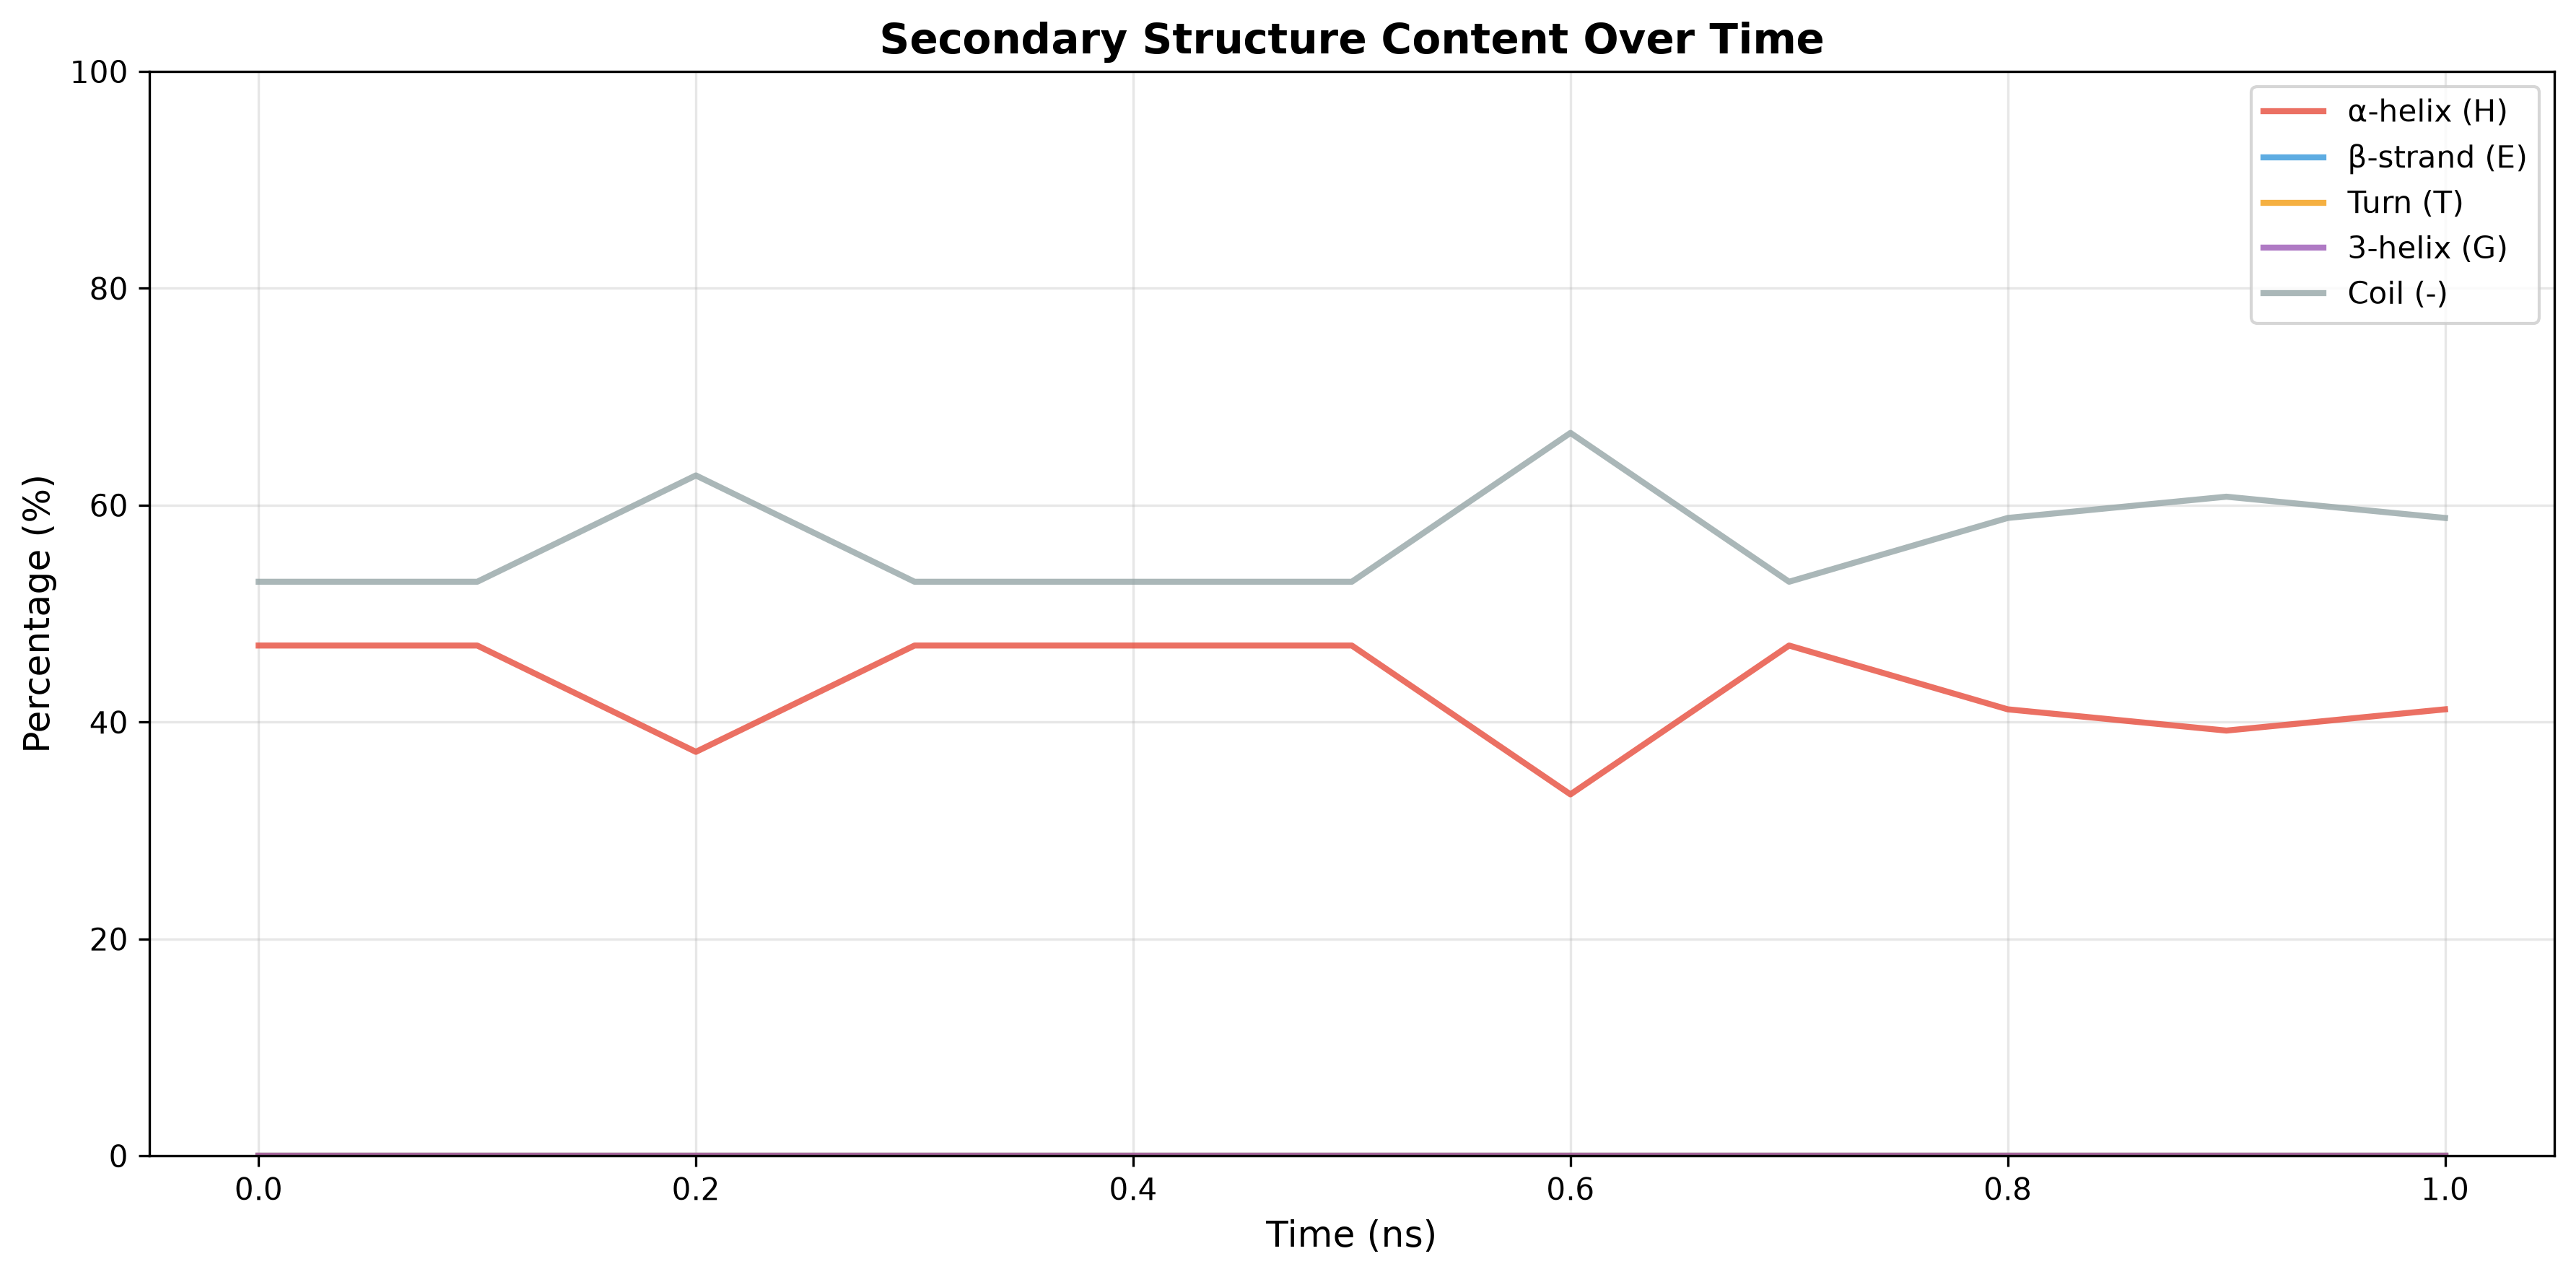 Secondary Structure Content Over Time
100
80
60
40
20
0
Percentage (%)
α-helix (H)
β-strand (E)
Turn (T)
3-helix (G)
Coil (-)
0.0 0.2 0.4 0.6 0.8 1.0
Time (ns)